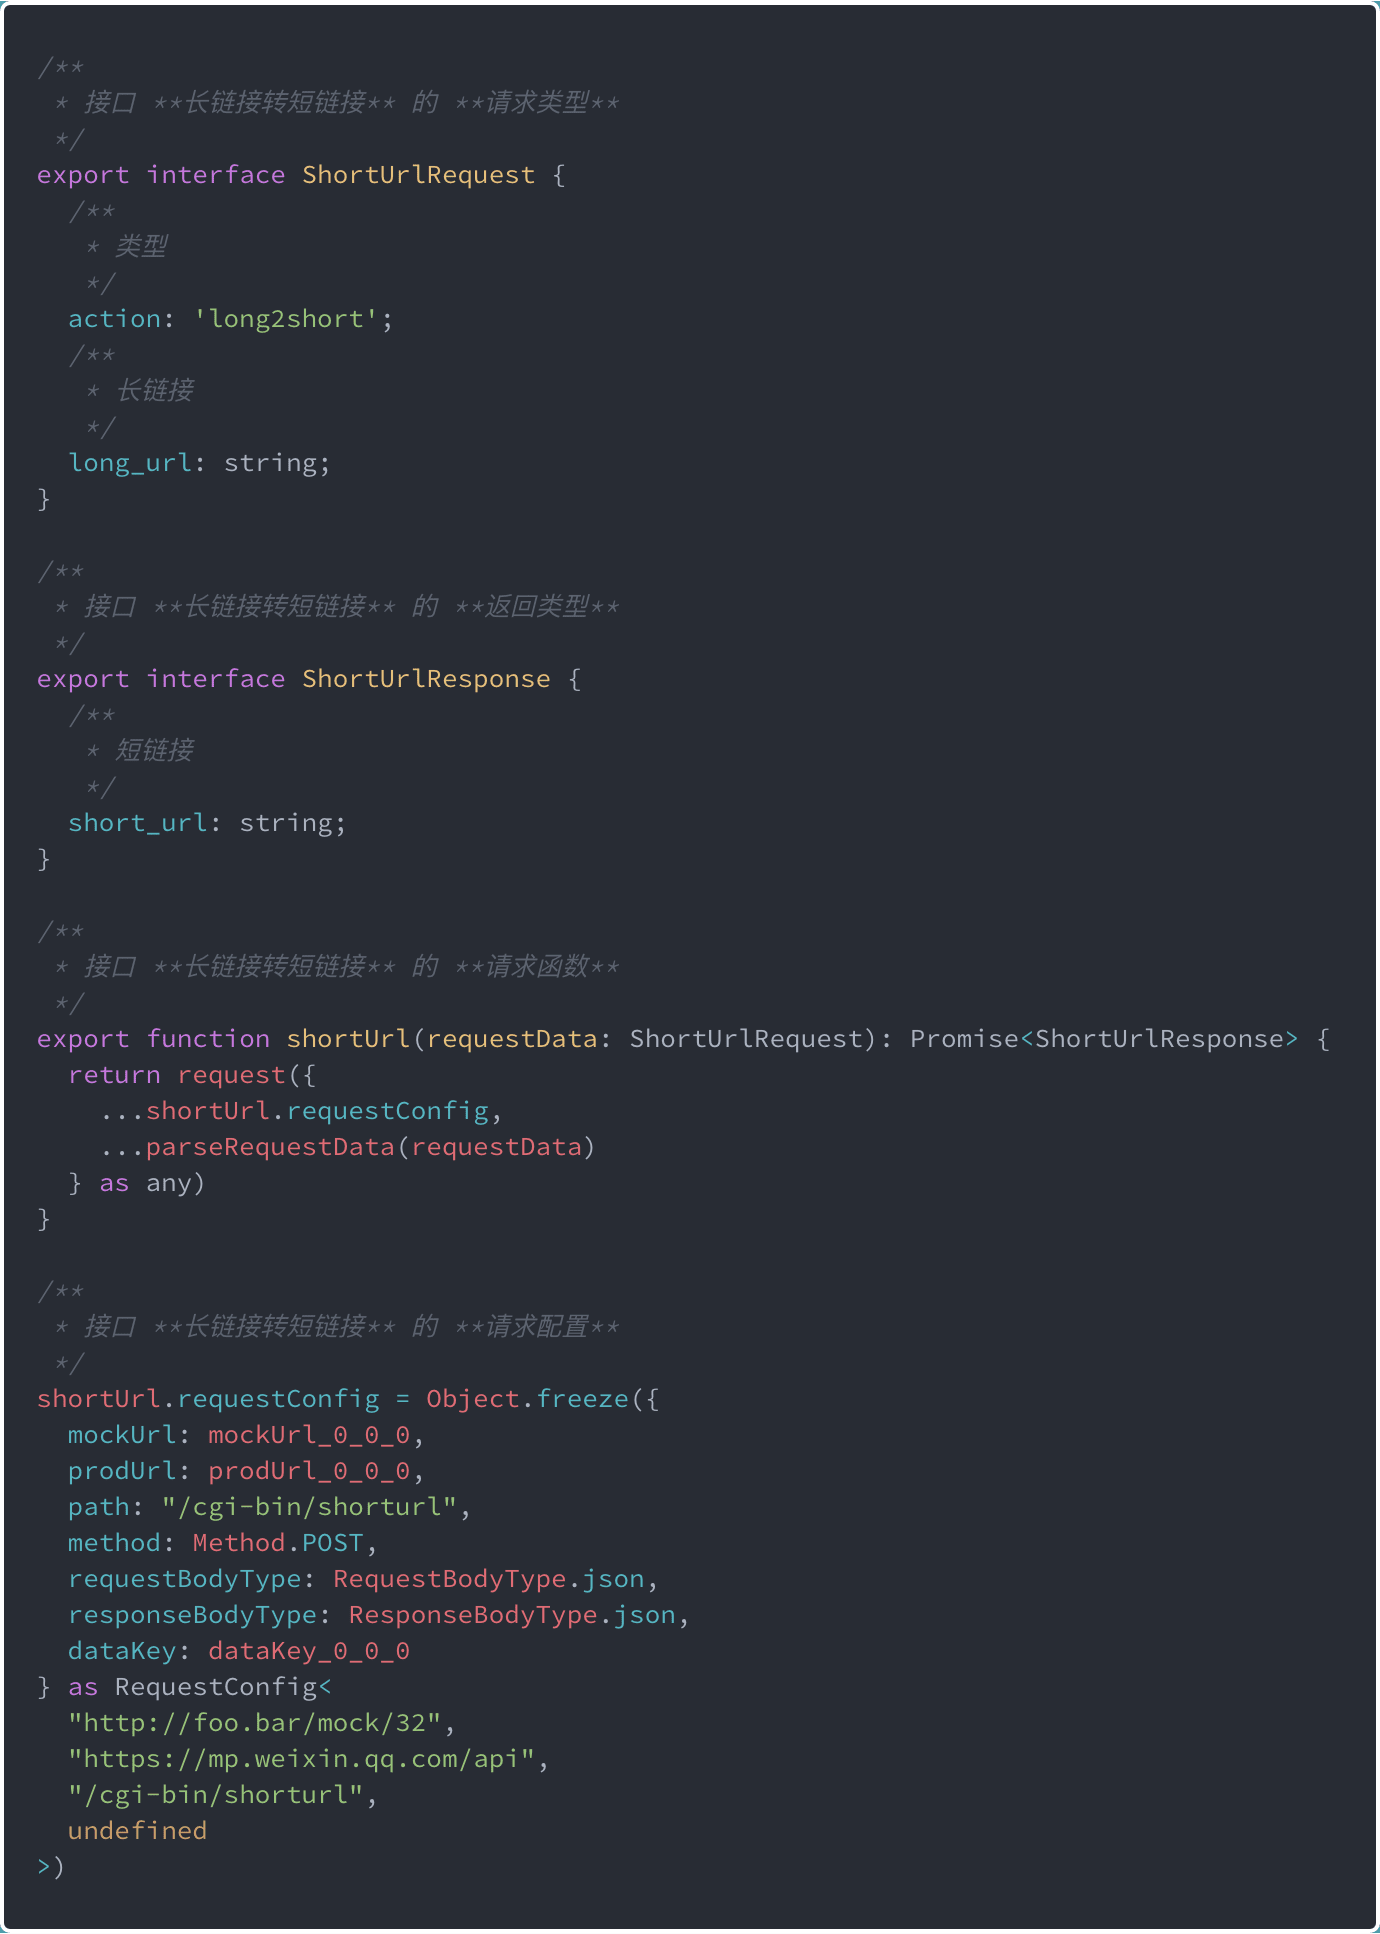 /**
 * 接口 **长链接转短链接** 的 **请求类型**
 */
export interface ShortUrlRequest {
  /**
   * 类型
   */
  action: 'long2short';
  /**
   * 长链接
   */
  long_url: string;
}

/**
 * 接口 **长链接转短链接** 的 **返回类型**
 */
export interface ShortUrlResponse {
  /**
   * 短链接
   */
  short_url: string;
}

/**
 * 接口 **长链接转短链接** 的 **请求函数**
 */
export function shortUrl(requestData: ShortUrlRequest): Promise<ShortUrlResponse> {
  return request({
    ...shortUrl.requestConfig,
    ...parseRequestData(requestData)
  } as any)
}

/**
 * 接口 **长链接转短链接** 的 **请求配置**
 */
shortUrl.requestConfig = Object.freeze({
  mockUrl: mockUrl_0_0_0,
  prodUrl: prodUrl_0_0_0,
  path: "/cgi-bin/shorturl",
  method: Method.POST,
  requestBodyType: RequestBodyType.json,
  responseBodyType: ResponseBodyType.json,
  dataKey: dataKey_0_0_0
} as RequestConfig<
  "http://foo.bar/mock/32",
  "https://mp.weixin.qq.com/api",
  "/cgi-bin/shorturl",
  undefined
>)